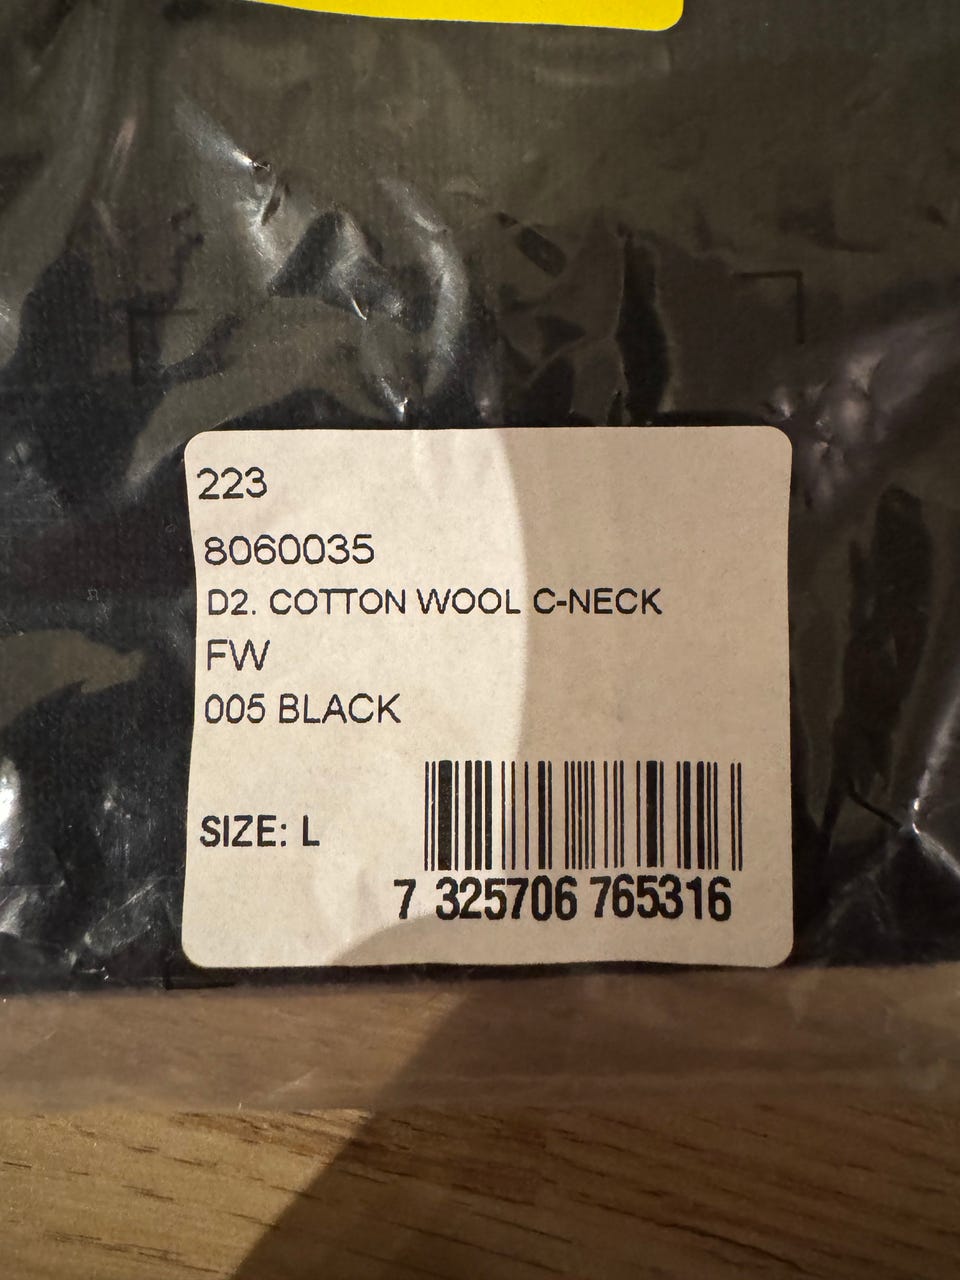 223
8060035
D2. COTTON WOOL C-NECK
FW
005 BLACK
SIZE: L
7 325706 765316